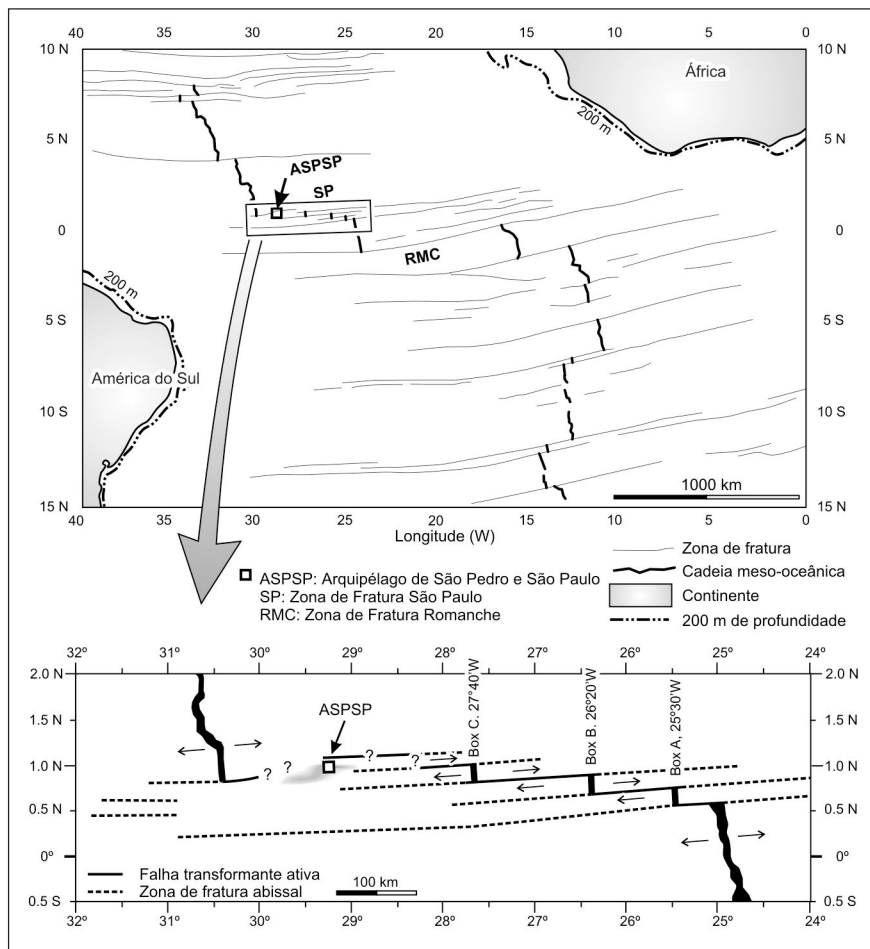 40 35 30 25 20 15 10 5 0
10 N 10 N
África
200 m
5 N 5 N
ASPSP
SP
0 0
RMC
200 m
5 S 5 S
América do Sul
10 S 10 S
1000 km
15 N 15 N
40 35 30 25 20 15 10 5 0
Longitude (W)
ASPSP: Arquipélago de São Pedro e São Paulo
SP: Zona de Fratura São Paulo
RMC: Zona de Fratura Romanche
Zona de fratura
Cadeia meso-oceânica
Continente
200 m de profundidade
32° 31° 30° 29° 28° 27° 26° 25° 24°
2.0 N 2.0 N
Box C. 27°40'W
Box B. 26°20'W
Box A, 25°30'W
1.5 N 1.5 N
ASPSP
? ? ? ? ?
1.0 N 1.0 N
0.5 N 0.5 N
0° 0°
Falha transformante ativa
Zona de fratura abissal
100 km
0.5 S 0.5 S
32° 31° 30° 29° 28° 27° 26° 25° 24°